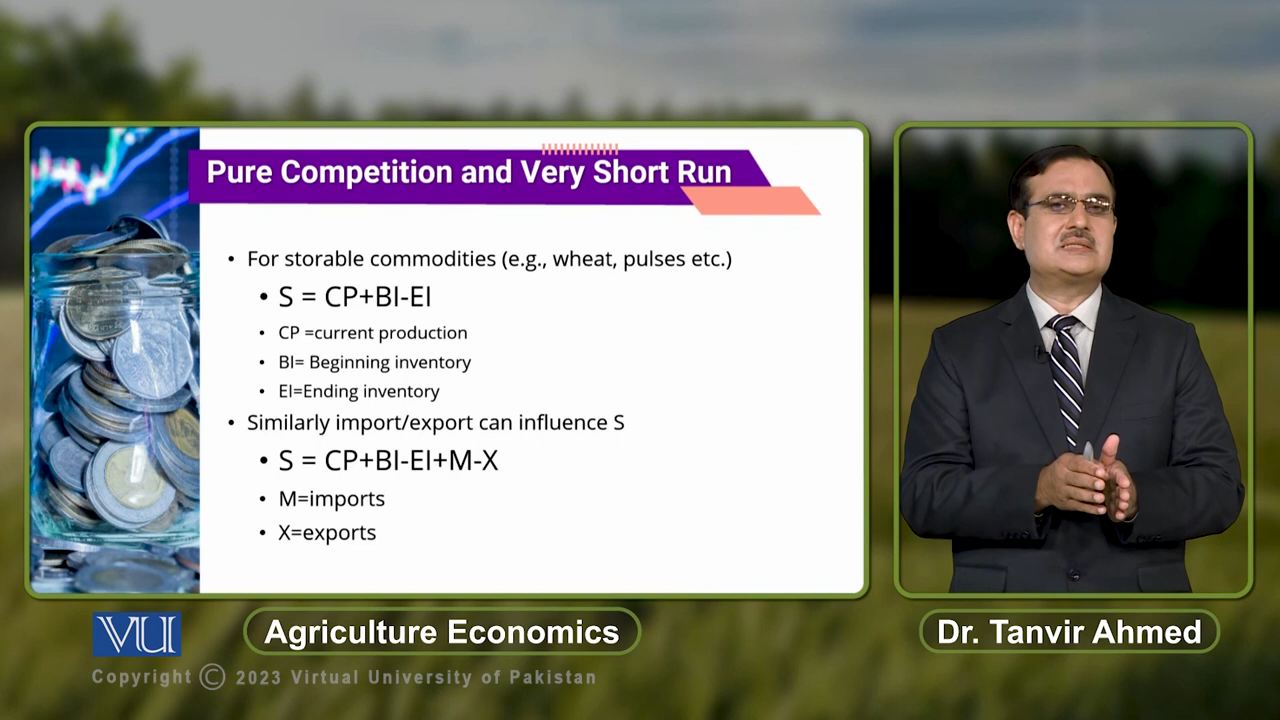 Pure Competition and Very Short Run
• For storable commodities (e.g., wheat, pulses etc.)
• S = CP+BI-EI
• CP =current production
• BI= Beginning inventory
• EI=Ending inventory
• Similarly import/export can influence S
• S = CP+BI-EI+M-X
• M=imports
• X=exports
VU
Agriculture Economics
Dr. Tanvir Ahmed
Copyright © 2023 Virtual University of Pakistan